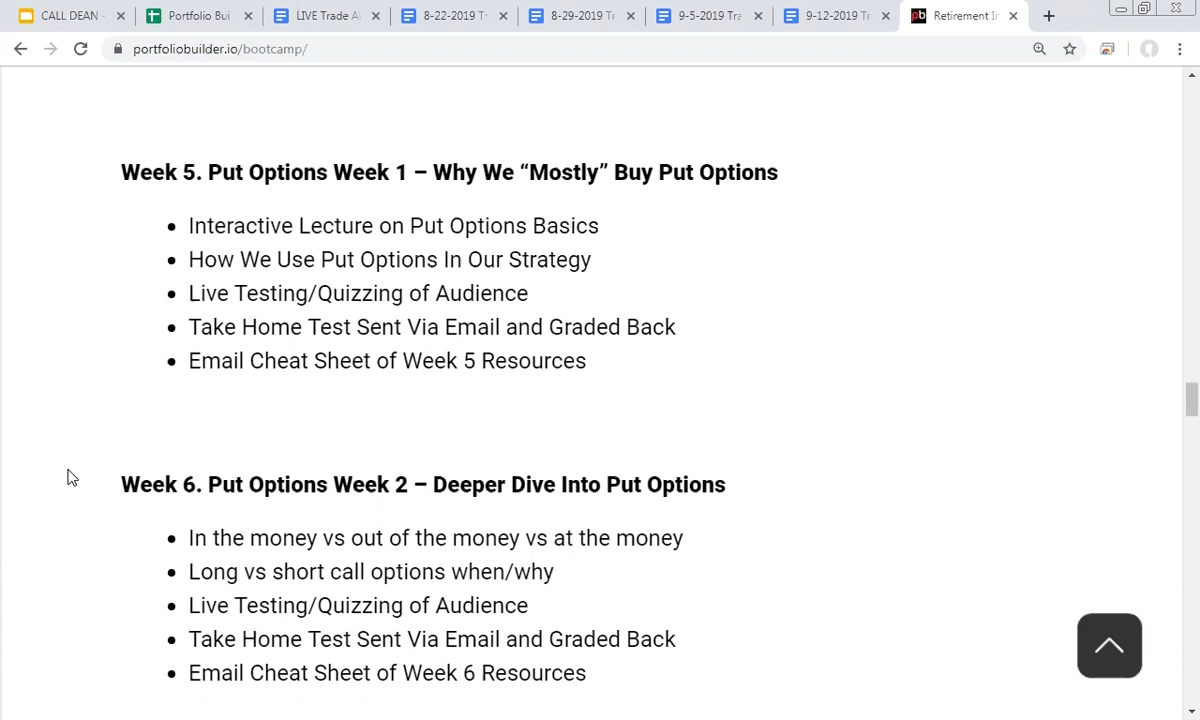 CALL DEAN -
Portfolio Bui
LIVE Trade Al
8-22-2019 T
8-29-2019 Tr
9-5-2019 Tra
9-12-2019 Tr
pb Retirement In
portfoliobuilder.io/bootcamp/
Week 5. Put Options Week 1 – Why We “Mostly” Buy Put Options
Interactive Lecture on Put Options Basics
How We Use Put Options In Our Strategy
Live Testing/Quizzing of Audience
Take Home Test Sent Via Email and Graded Back
Email Cheat Sheet of Week 5 Resources
Week 6. Put Options Week 2 – Deeper Dive Into Put Options
In the money vs out of the money vs at the money
Long vs short call options when/why
Live Testing/Quizzing of Audience
Take Home Test Sent Via Email and Graded Back
Email Cheat Sheet of Week 6 Resources